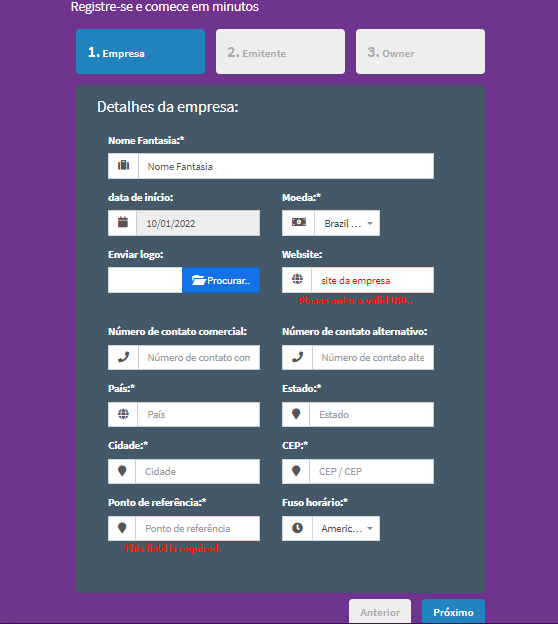 Registre-se e comece em minutos
1. Empresa
2. Emitente
3. Owner
Detalhes da empresa:
Nome Fantasia:*
Nome Fantasia
data de início:
Moeda:*
10/01/2022
Brazil ...
Enviar logo:
Website:
Procurar..
site da empresa
Please enter a valid URL.
Número de contato comercial:
Número de contato alternativo:
Número de contato con
Número de contato alte
País:*
Estado:*
País
Estado
Cidade:*
CEP:*
Cidade
CEP / CEP
Ponto de referência:*
Fuso horário:*
Ponto de referência
Americ...
This field is required.
Anterior
Próximo